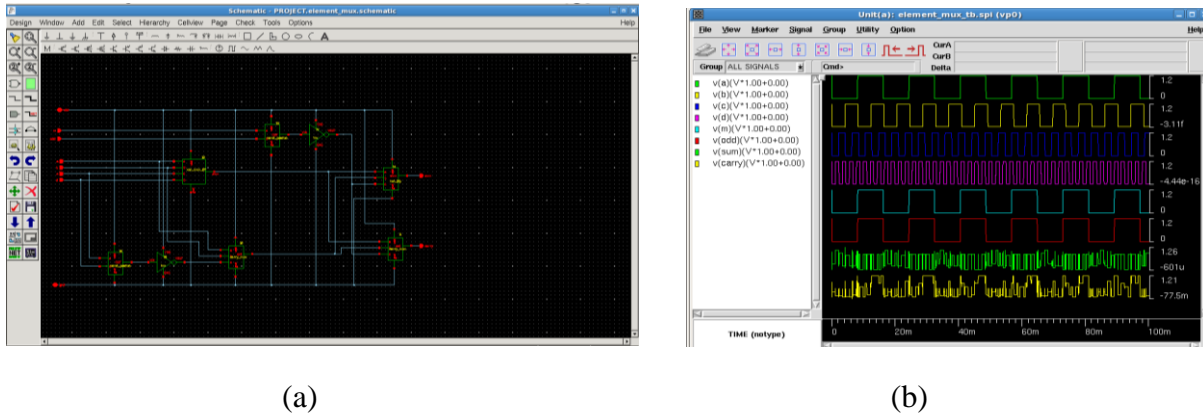 Schematic - PROJECT.element_mux.schematic
Design Window Add Edit Select Hierarchy Cellview Page Check Tools Options Help
Unit(a): element_mux_tb.spi (vp0)
File View Marker Signal Group Utility Option Help
CurA
CurB
Delta
Group ALL SIGNALS
Cmd>
v(a)(V*1.00+0.00)
v(b)(V*1.00+0.00)
v(c)(V*1.00+0.00)
v(d)(V*1.00+0.00)
v(m)(V*1.00+0.00)
v(odd)(V*1.00+0.00)
v(sum)(V*1.00+0.00)
v(carry)(V*1.00+0.00)
1.2
0
1.2
-3.11f
1.2
0
1.2
-4.44e-16
1.2
0
1.2
0
1.26
-601u
1.21
-77.5m
TIME (notype)
0 20m 40m 60m 80m 100m
(a) (b)